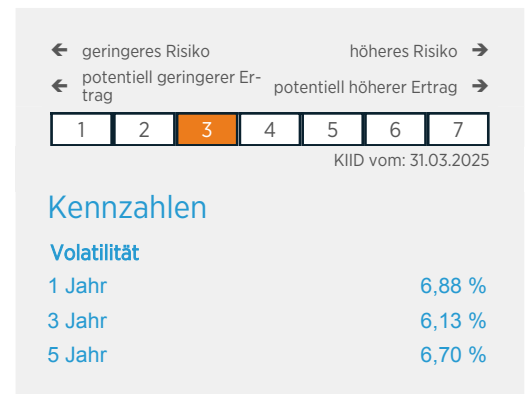 ← geringeres Risiko höheres Risiko →
← potentiell geringerer Er-
trag potentiell höherer Ertrag →
1 2 3 4 5 6 7
KIID vom: 31.03.2025
Kennzahlen
Volatilität
1 Jahr 6,88 %
3 Jahr 6,13 %
5 Jahr 6,70 %